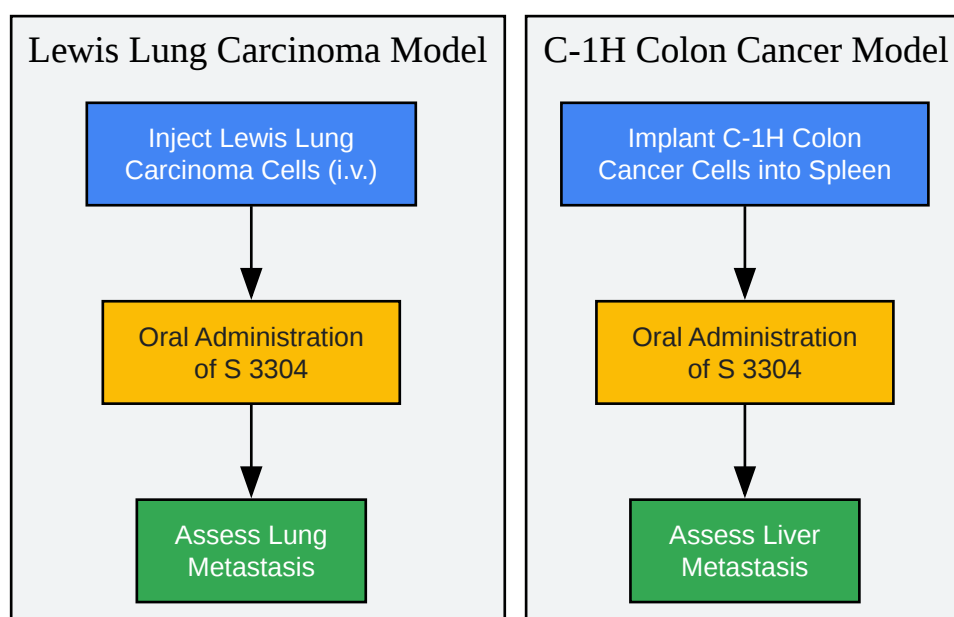 Lewis Lung Carcinoma Model
Inject Lewis Lung
Carcinoma Cells (i.v.)
Oral Administration
of S 3304
Assess Lung
Metastasis
C-1H Colon Cancer Model
Implant C-1H Colon
Cancer Cells into Spleen
Oral Administration
of S 3304
Assess Liver
Metastasis